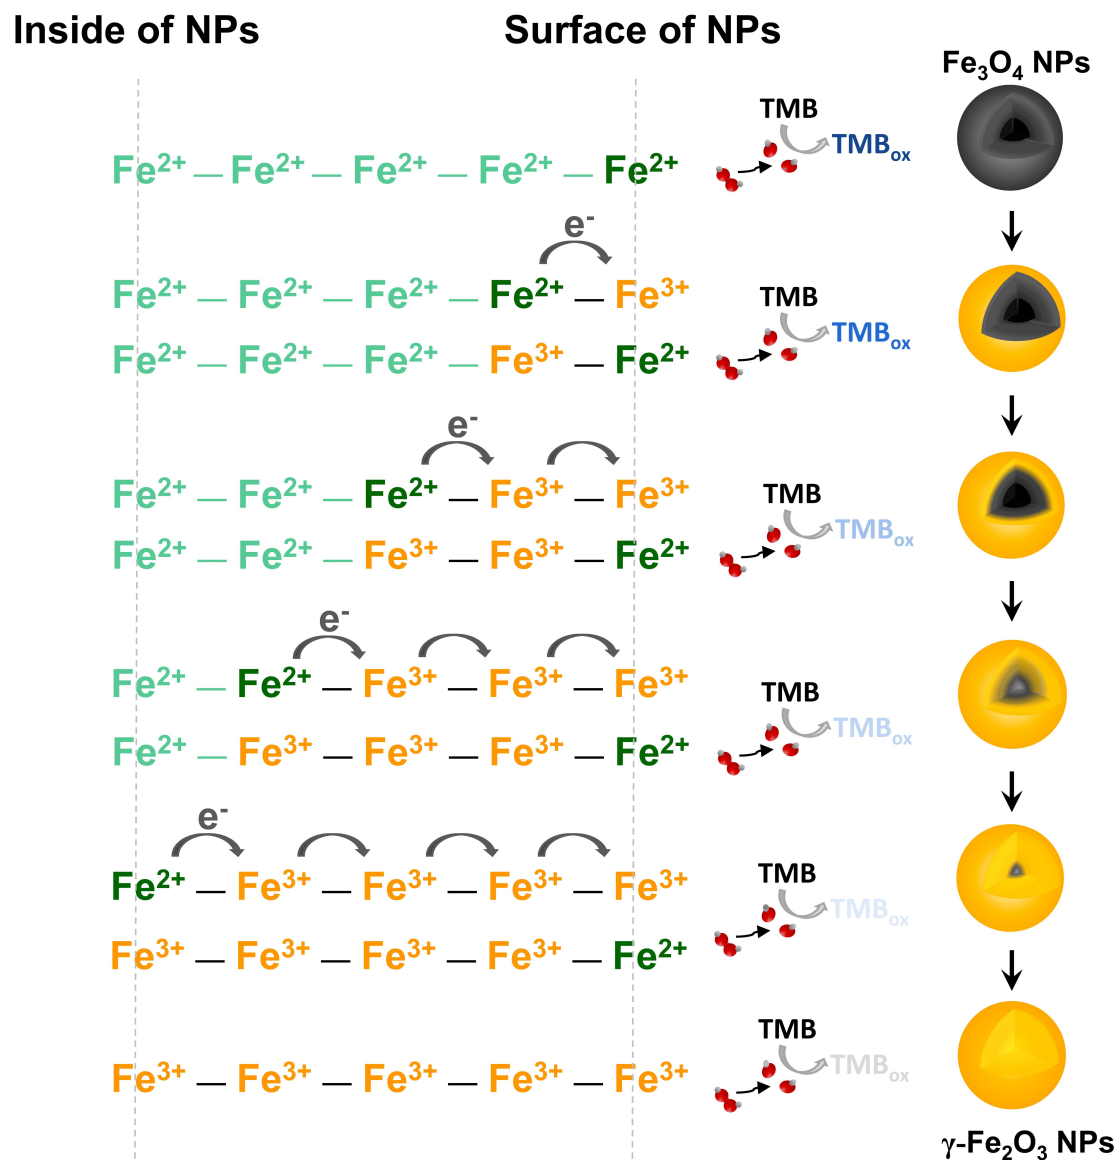 Inside of NPs
Surface of NPs
Fe₃O₄ NPs
TMB
TMBox
Fe²⁺ — Fe²⁺ — Fe²⁺ — Fe²⁺ — Fe²⁺
e⁻
Fe²⁺ — Fe²⁺ — Fe²⁺ — Fe²⁺ — Fe³⁺
TMB
TMBox
Fe²⁺ — Fe²⁺ — Fe²⁺ — Fe³⁺ — Fe²⁺
e⁻
Fe²⁺ — Fe²⁺ — Fe²⁺ — Fe³⁺ — Fe³⁺
TMB
TMBox
Fe²⁺ — Fe²⁺ — Fe³⁺ — Fe³⁺ — Fe²⁺
e⁻
Fe²⁺ — Fe²⁺ — Fe³⁺ — Fe³⁺ — Fe³⁺
TMB
TMBox
Fe²⁺ — Fe³⁺ — Fe³⁺ — Fe³⁺ — Fe²⁺
e⁻
Fe²⁺ — Fe³⁺ — Fe³⁺ — Fe³⁺ — Fe³⁺
TMB
TMBox
Fe³⁺ — Fe³⁺ — Fe³⁺ — Fe³⁺ — Fe²⁺
TMB
TMBox
Fe³⁺ — Fe³⁺ — Fe³⁺ — Fe³⁺ — Fe³⁺
γ-Fe₂O₃ NPs